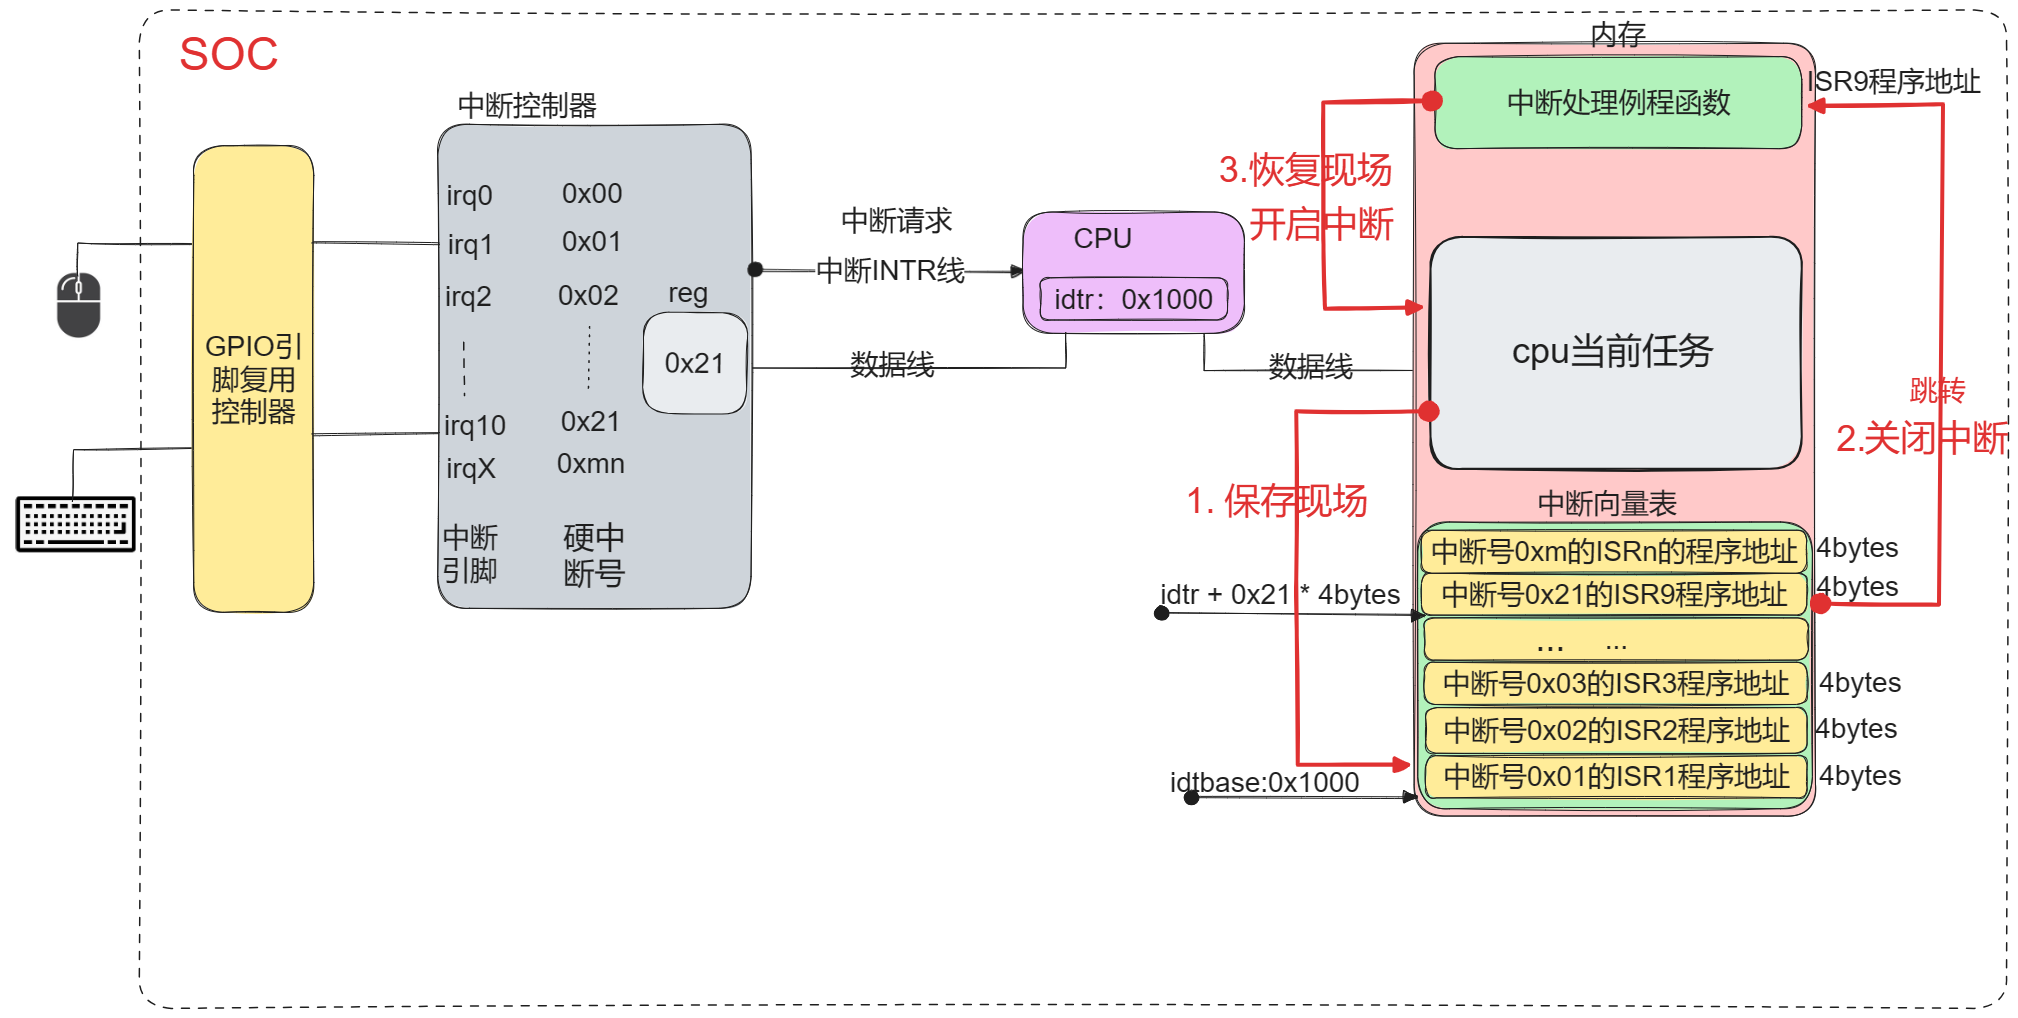 SOC
内存
ISR9程序地址
中断处理例程函数
中断控制器
irq0 0x00
irq1 0x01
irq2 0x02
reg
0x21
irq10 0x21
irqX 0xmn
中断
引脚
硬中
断号
GPIO引
脚复用
控制器
中断请求
中断INTR线
数据线
CPU
idtr：0x1000
数据线
3.恢复现场
开启中断
cpu当前任务
跳转
2.关闭中断
1. 保存现场
中断向量表
中断号0xm的ISRn的程序地址 4bytes
idtr + 0x21 * 4bytes
中断号0x21的ISR9程序地址 4bytes
... ...
中断号0x03的ISR3程序地址 4bytes
中断号0x02的ISR2程序地址 4bytes
中断号0x01的ISR1程序地址 4bytes
idtbase:0x1000